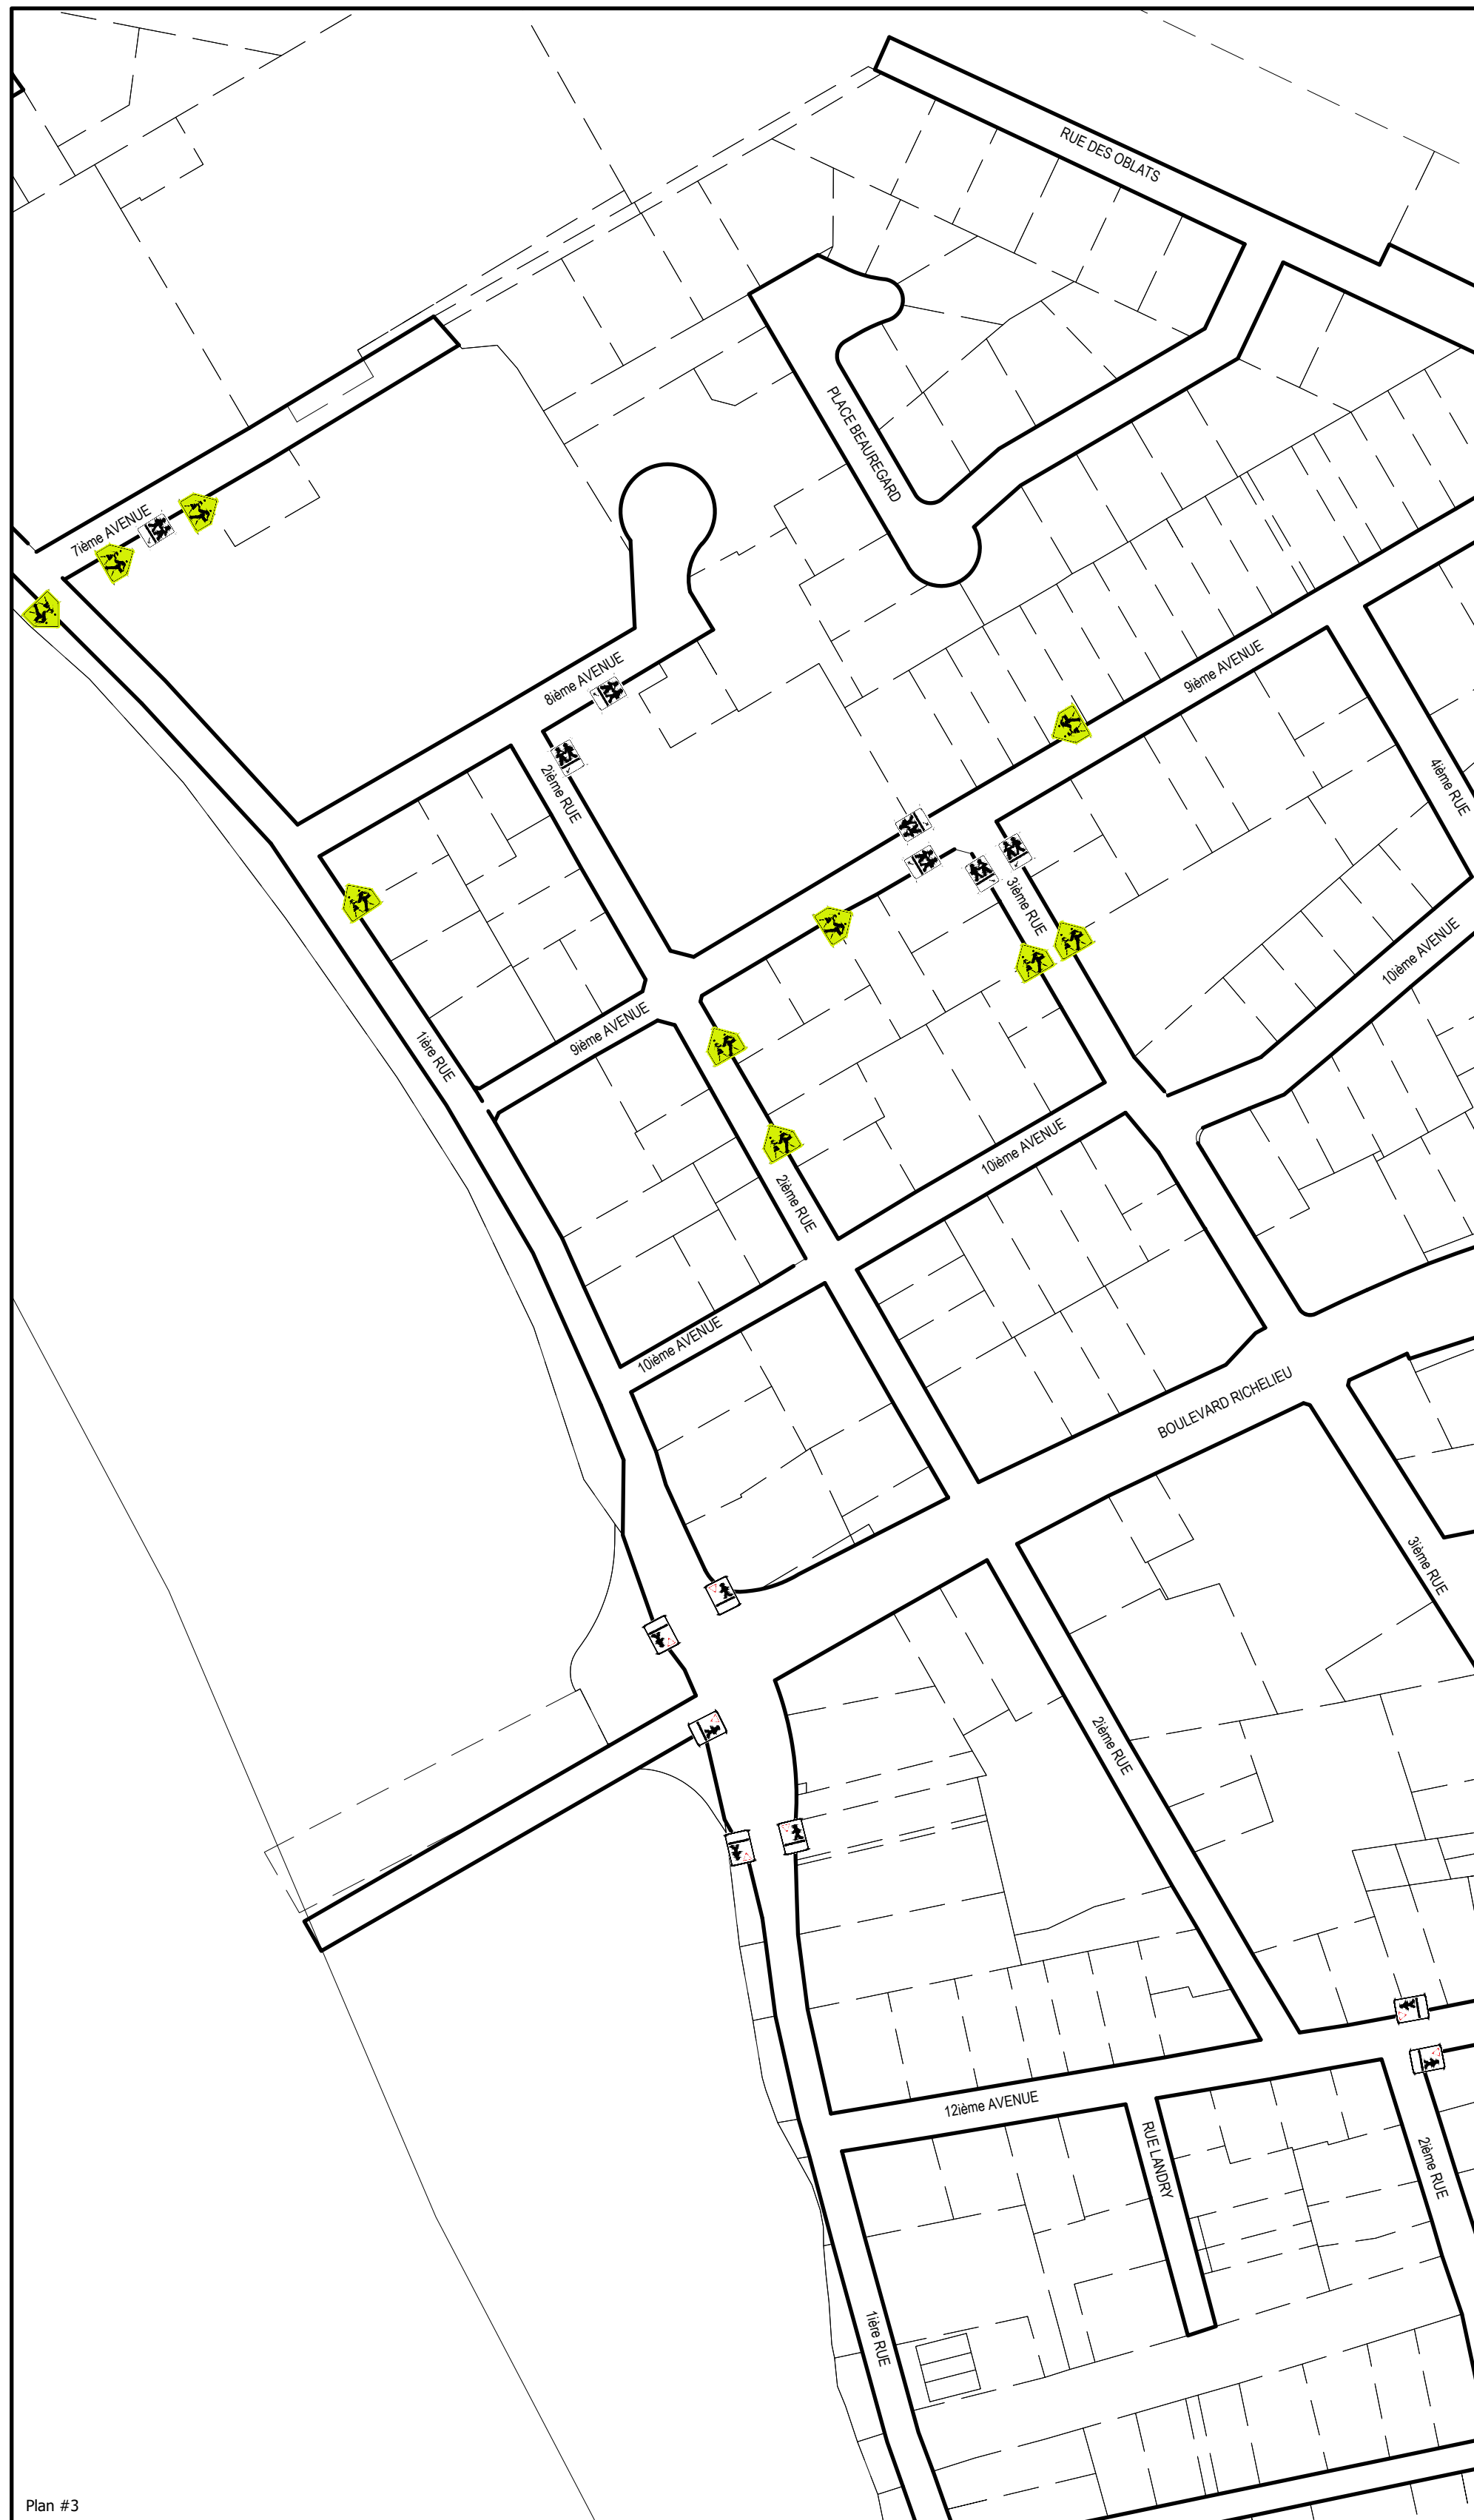 RUE DES OBLATS
PLACE BEAUREGARD
7ième AVENUE
8ième AVENUE
9ième AVENUE
2ième RUE
4ième RUE
3ième RUE
10ième AVENUE
1ière RUE
9ième AVENUE
10ième AVENUE
2ième RUE
10ième AVENUE
BOULEVARD RICHELIEU
3ième RUE
2ième RUE
12ième AVENUE
RUE LANDRY
2ième RUE
1ière RUE
Plan #3